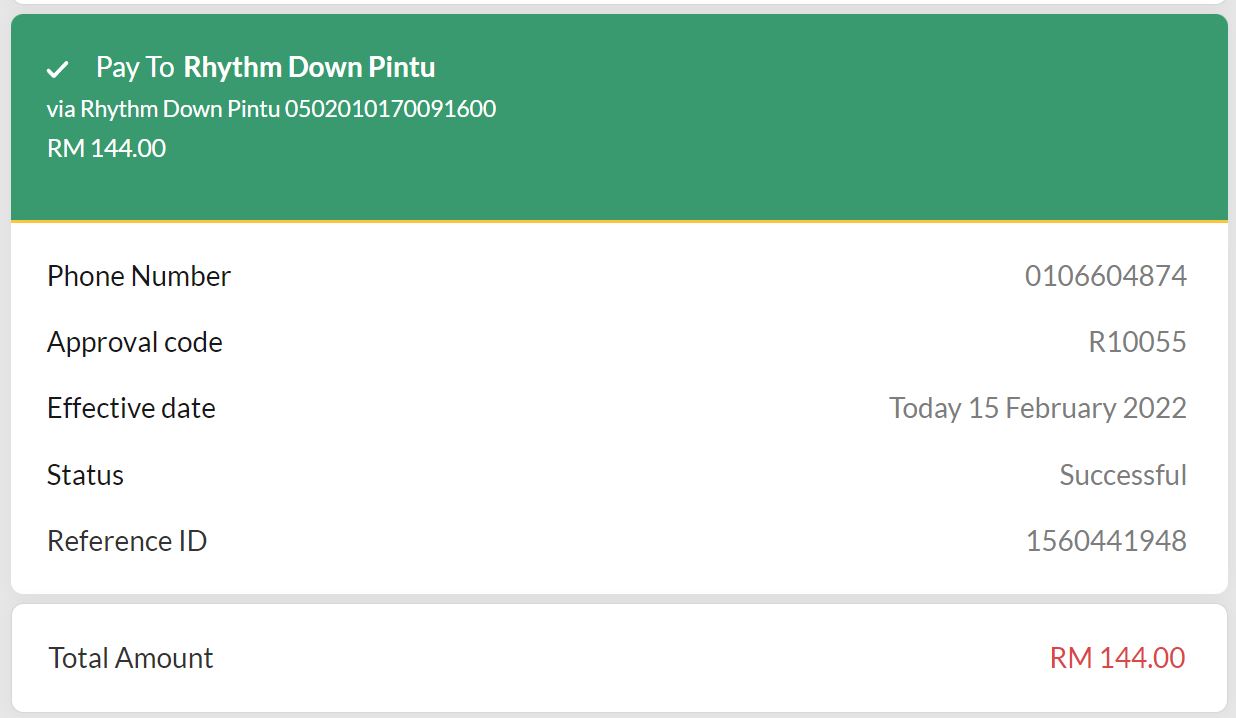 Pay To Rhythm Down Pintu
via Rhythm Down Pintu 0502010170091600
RM 144.00
Phone Number 0106604874
Approval code R10055
Effective date Today 15 February 2022
Status Successful
Reference ID 1560441948
Total Amount RM 144.00